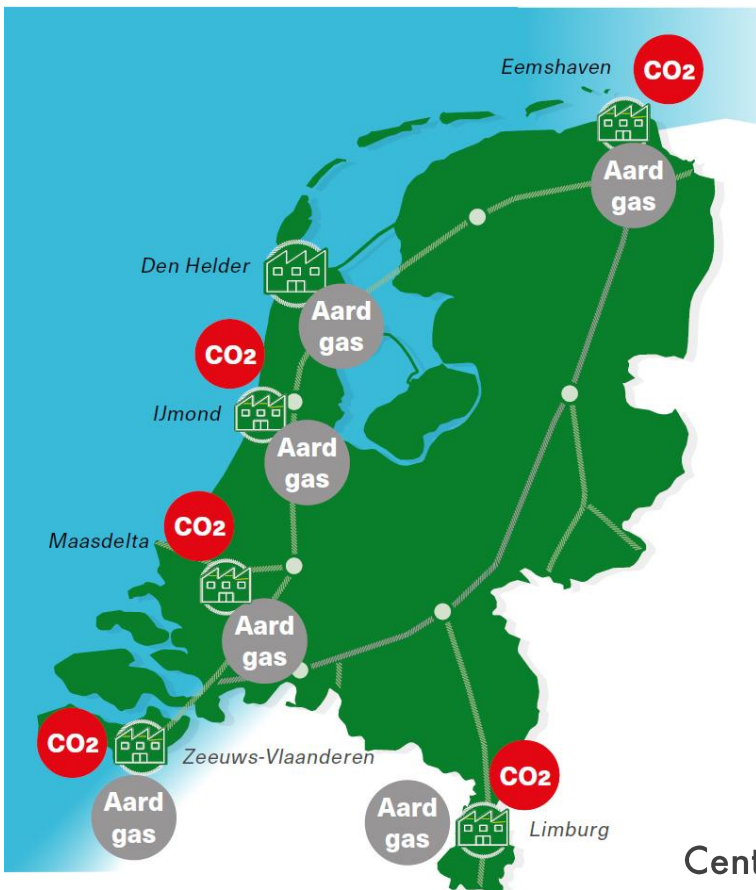 Eemshaven
CO2
Aard
gas
Den Helder
Aard
gas
CO2
IJmond
Aard
gas
CO2
Maasdelta
Aard
gas
CO2
Zeeuws-Vlaanderen
Aard
gas
CO2
Aard
gas
Limburg
Cent